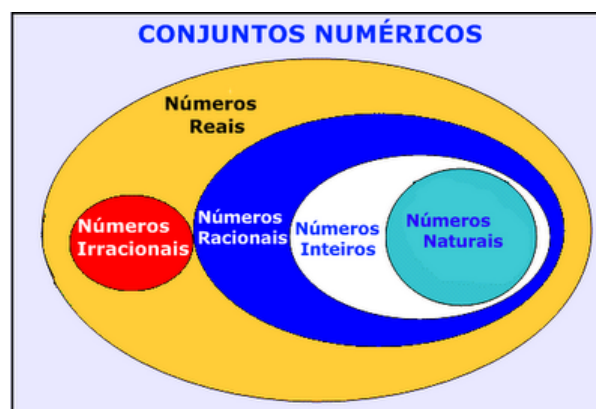 CONJUNTOS NUMÉRICOS
Números
Reais
Números
Irracionais
Números
Racionais
Números
Inteiros
Números
Naturais